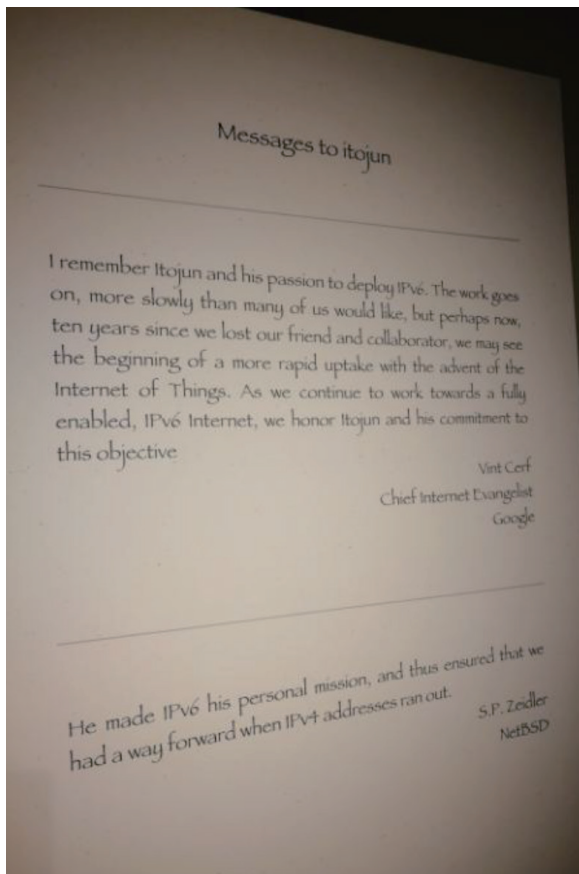 Messages to itojun
I remember Itojun and his passion to deploy IPv6. The work goes
on, more slowly than many of us would like, but perhaps now,
ten years since we lost our friend and collaborator, we may see
the beginning of a more rapid uptake with the advent of the
Internet of Things. As we continue to work towards a fully
enabled, IPv6 Internet, we honor Itojun and his commitment to
this objective
Vint Cerf
Chief Internet Evangelist
Google
He made IPv6 his personal mission, and thus ensured that we
had a way forward when IPv4 addresses ran out.
S.P. Zeidler
NetBSD